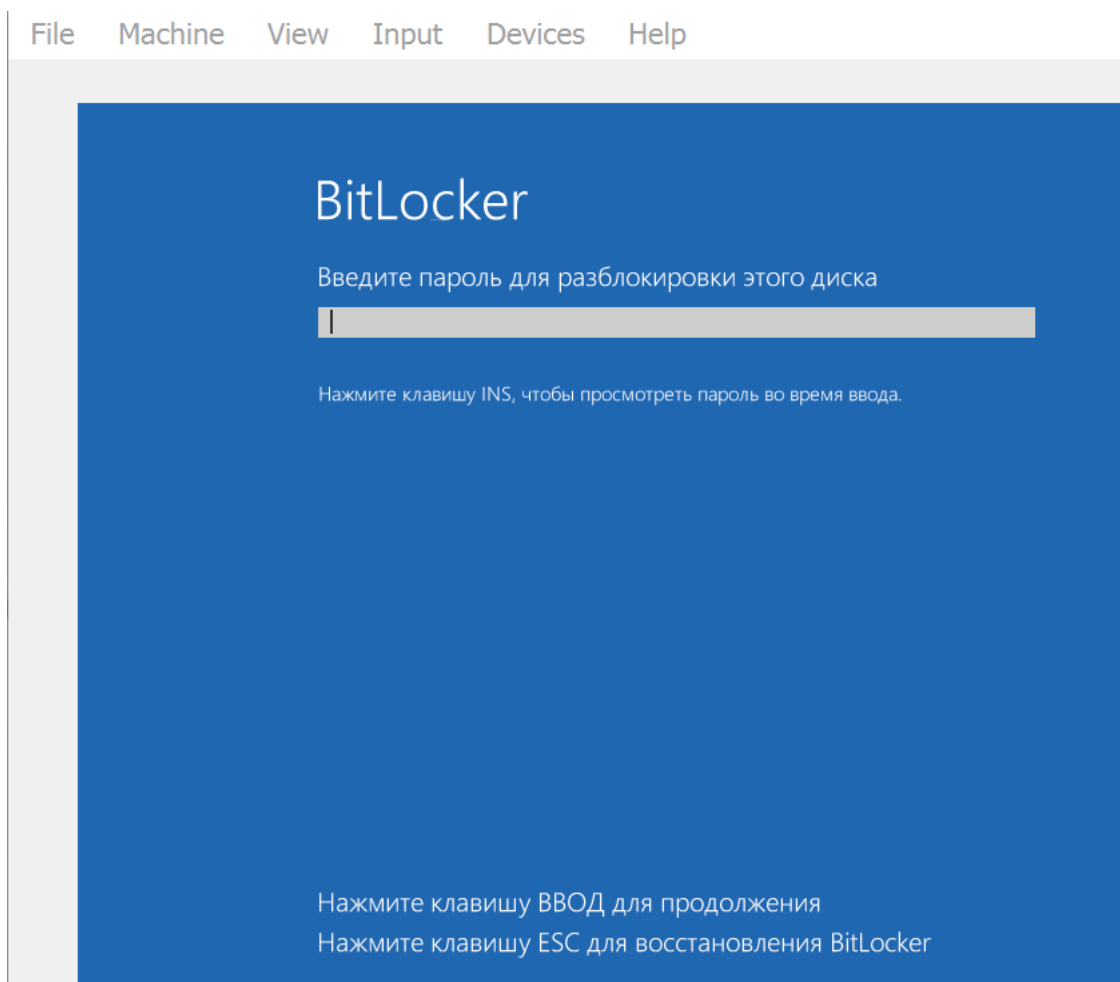 File Machine View Input Devices Help
BitLocker
Введите пароль для разблокировки этого диска
Нажмите клавишу INS, чтобы просмотреть пароль во время ввода.
Нажмите клавишу ВВОД для продолжения
Нажмите клавишу ESC для восстановления BitLocker